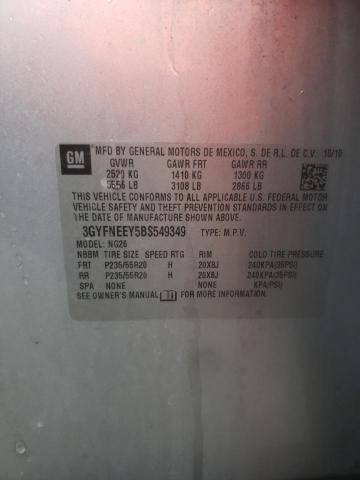 GM
MFD BY GENERAL MOTORS DE MEXICO, S. DE R.L. DE C.V. 10/10
GVWR GAWR FRT GAWR RR
2520 KG 1410 KG 1300 KG
5556 LB 3108 LB 2866 LB
THIS VEHICLE CONFORMS TO ALL APPLICABLE U.S. FEDERAL MOTOR
VEHICLE SAFETY AND THEFT PREVENTION STANDARDS IN EFFECT
ON THE DATE OF MANUFACTURE SHOWN ABOVE.
3GYFNEEY5BS549349 TYPE: M.P.V.
MODEL: NG26
NBBM TIRE SIZE SPEED RTG RIM COLD TIRE PRESSURE
FRT P235/55R20 H 20X8J 240KPA(35PSI)
RR P235/55R20 H 20X8J 240KPA(35PSI)
SPA NONE NONE NONE KPA(PSI)
SEE OWNER'S MANUAL FOR MORE INFORMATION.